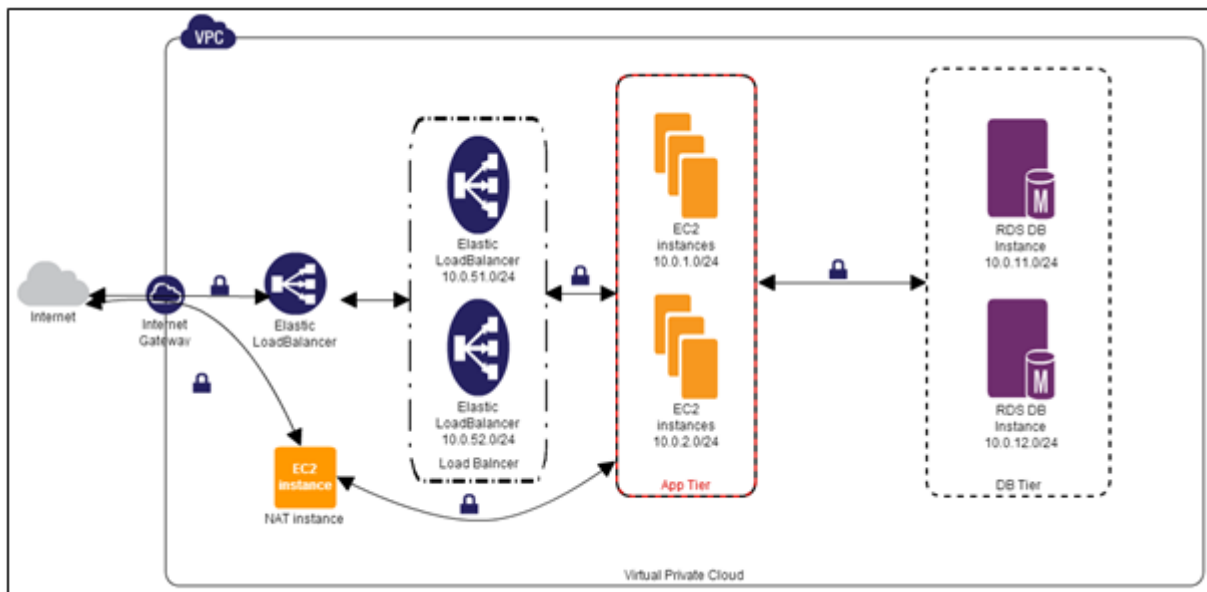 VPC
Internet
Internet
Gateway
Elastic
LoadBalancer
Elastic
LoadBalancer
10.0.51.0/24
Elastic
LoadBalancer
10.0.52.0/24
Load Balncer
EC2
instance
NAT instance
EC2
instances
10.0.1.0/24
EC2
instances
10.0.2.0/24
App Tier
M
RDS DB
Instance
10.0.11.0/24
M
RDS DB
Instance
10.0.12.0/24
DB Tier
Virtual Private Cloud